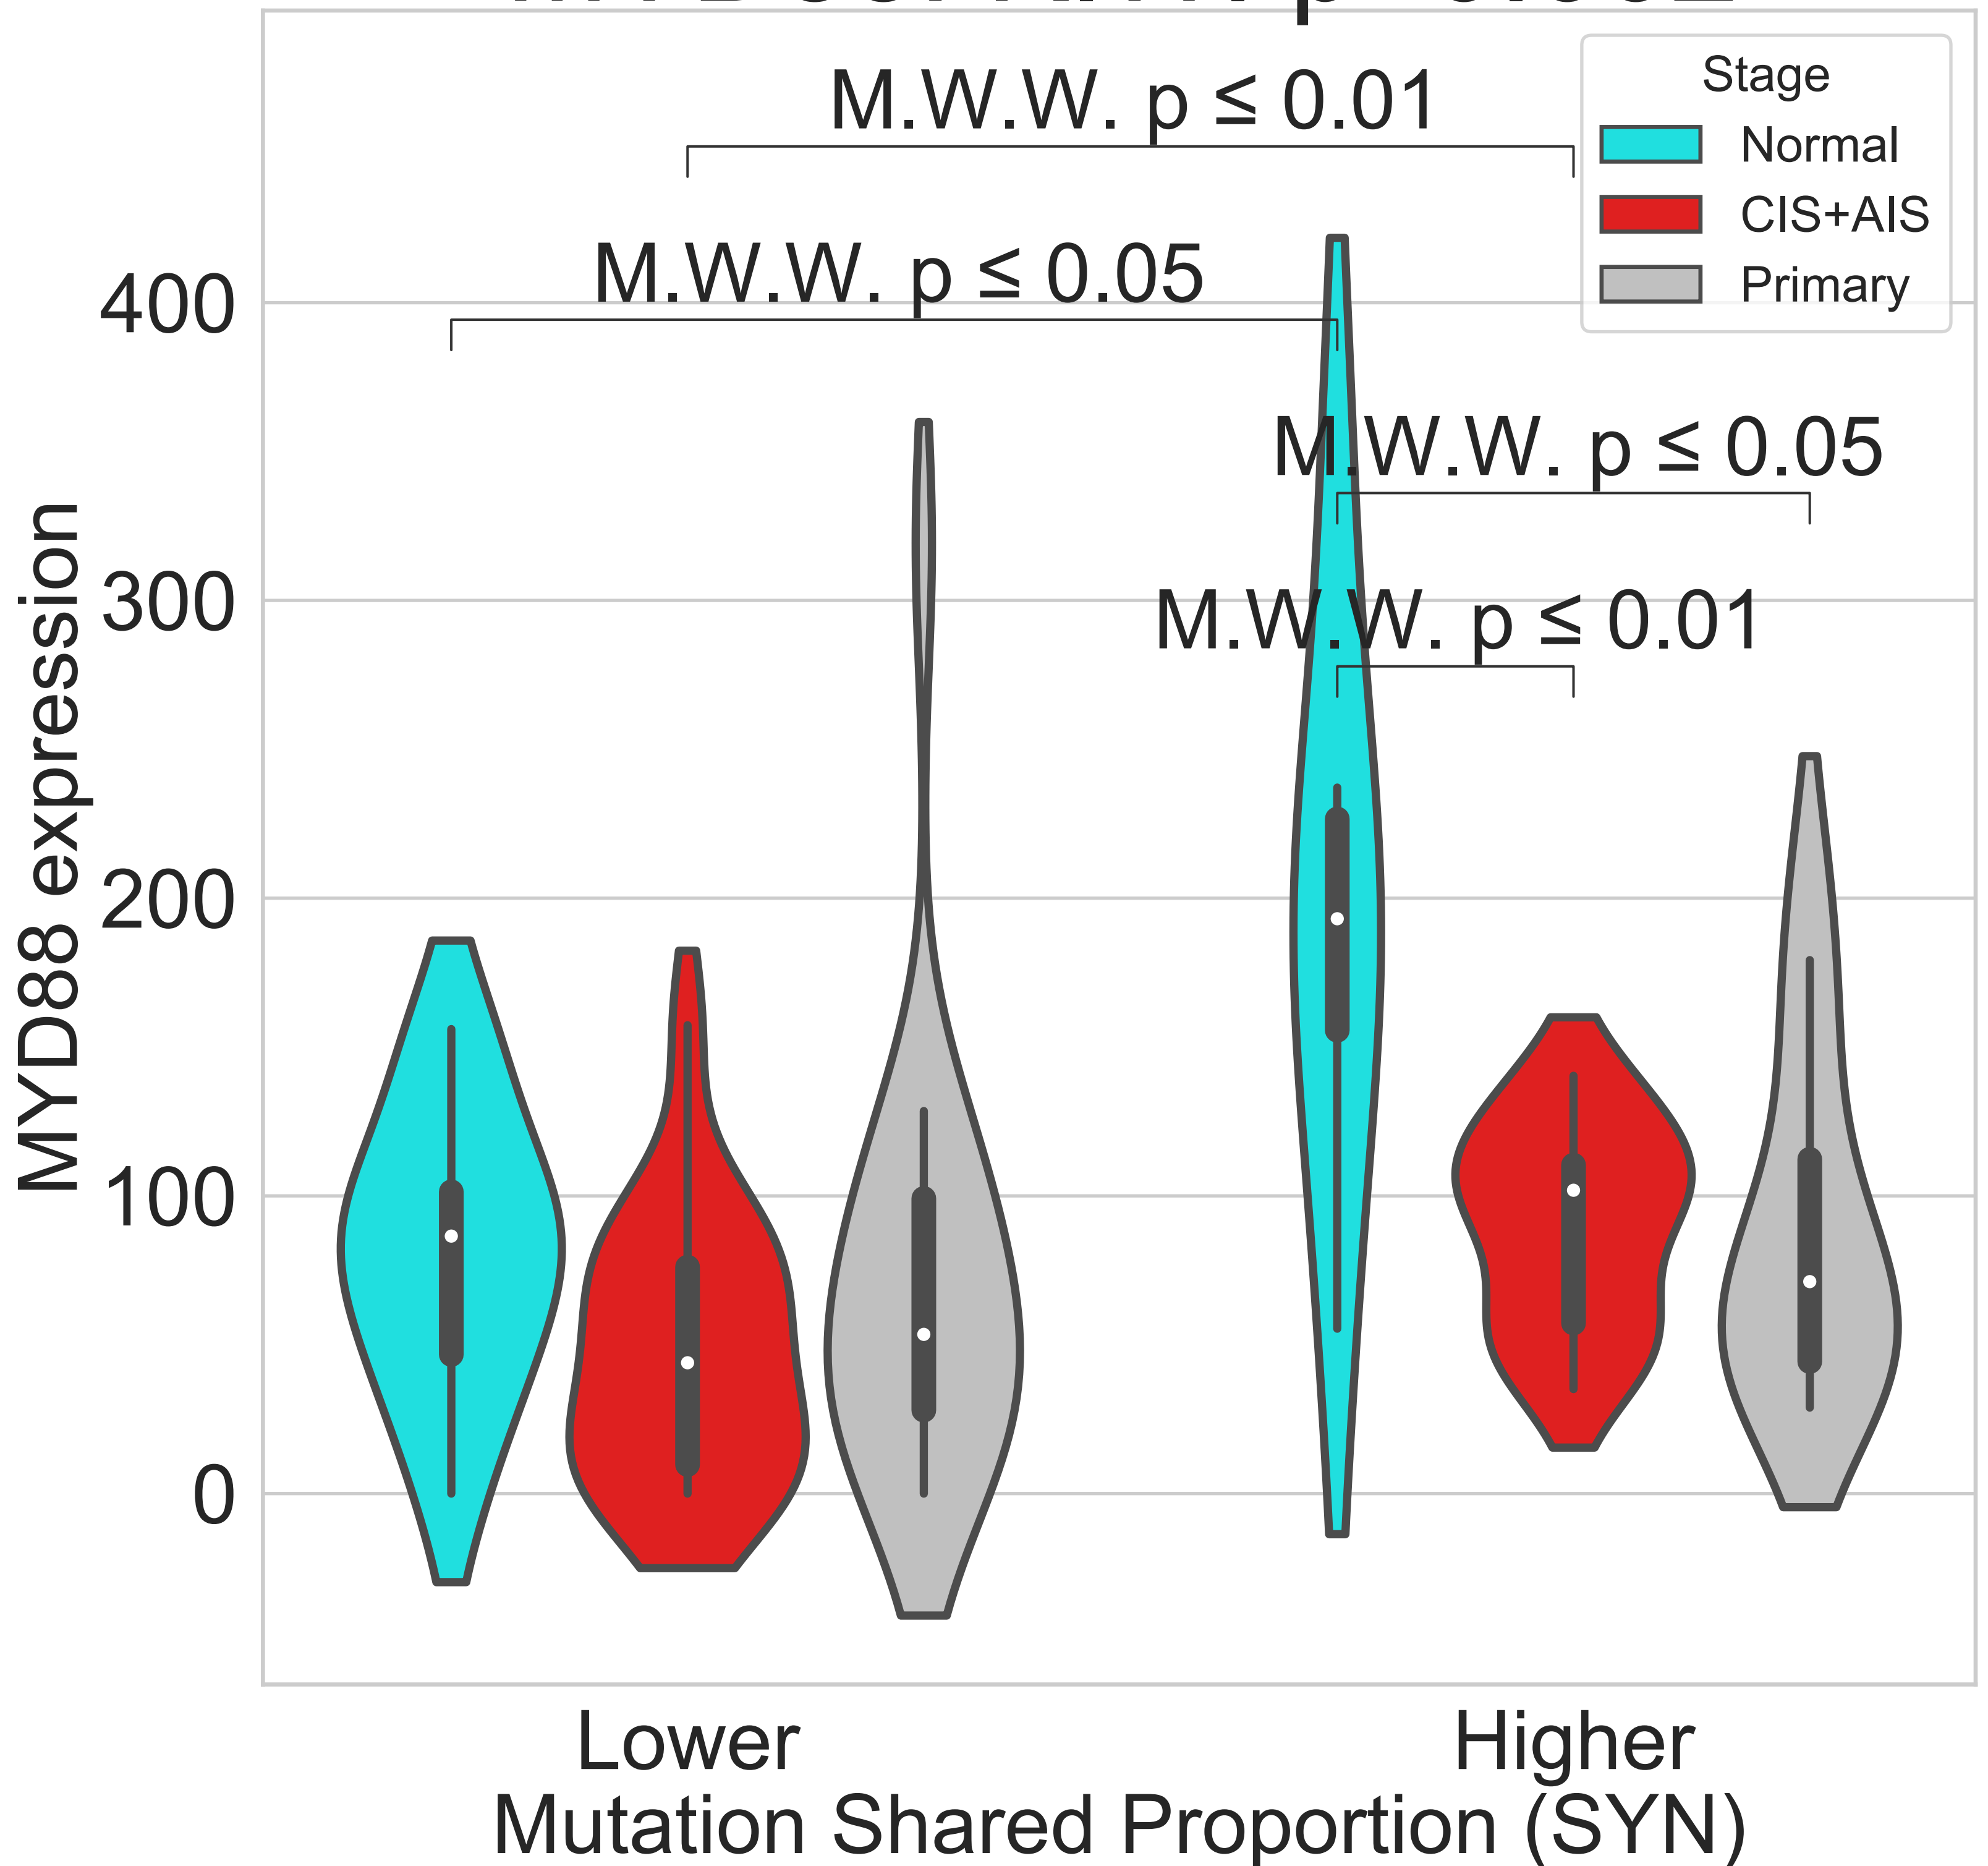 M.W.W. p ≤ 0.01
Stage
Normal
CIS+AIS
Primary
M.W.W. p ≤ 0.05
M.W.W. p ≤ 0.05
M.W.W. p ≤ 0.01
400
300
200
100
0
MYD88 expression
Lower
Higher
Mutation Shared Proportion (SYN)